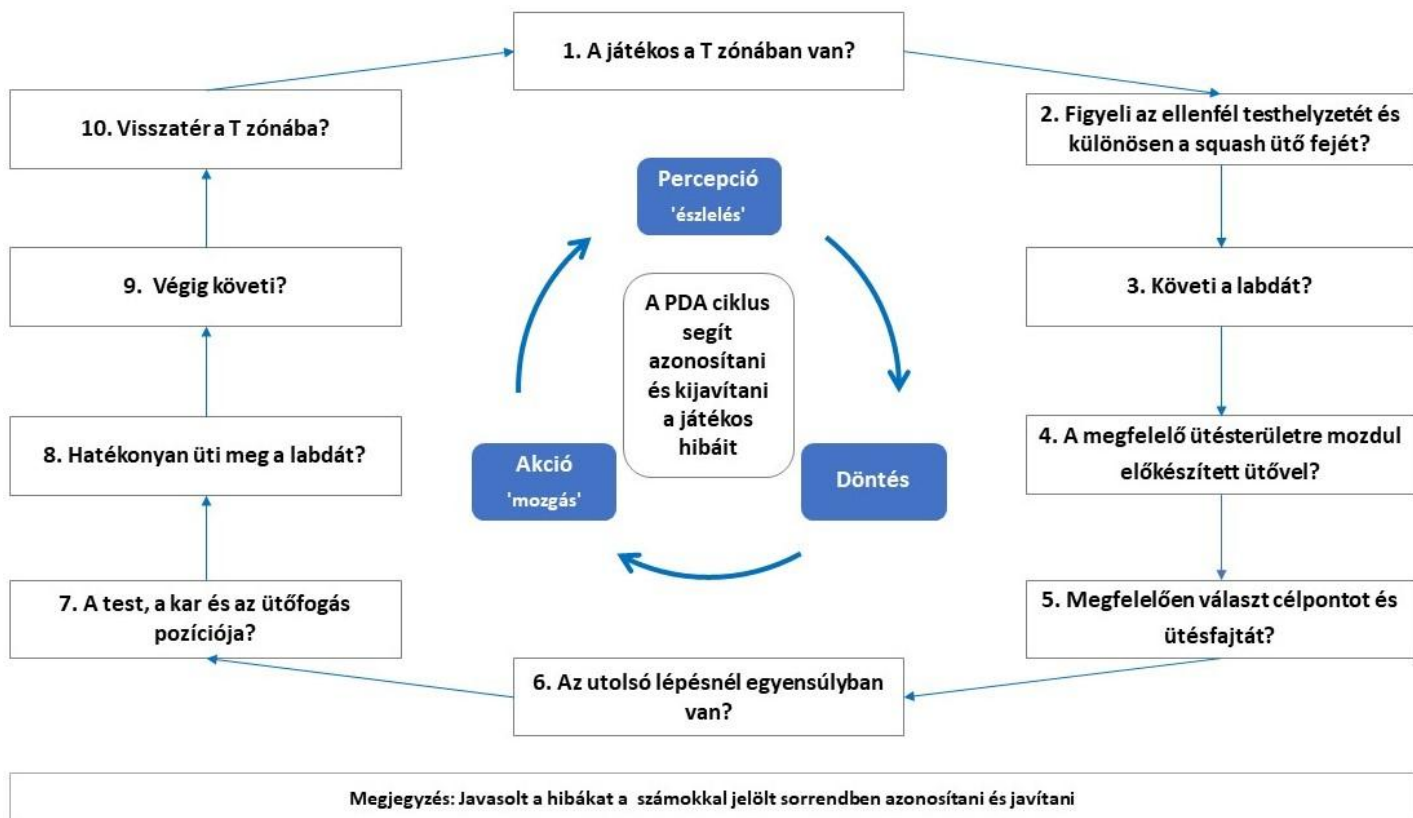 1. A játékos a T zónában van?
2. Figyeli az ellenfél testhelyzetét és
különösen a squash ütő fejét?
3. Követi a labdát?
4. A megfelelő ütésterületre mozdul
előkészített ütővel?
5. Megfelelően választ célpontot és
ütésfajtát?
6. Az utolsó lépésnél egyensúlyban
van?
7. A test, a kar és az ütőfogás
pozíciója?
8. Hatékonyan üti meg a labdát?
9. Végig követi?
10. Visszatér a T zónába?
Percepció
'észlelés'
Döntés
Akció
'mozgás'
A PDA ciklus
segít
azonosítani
és kijavítani
a játékos
hibáit
Megjegyzés: Javasolt a hibákat a számokkal jelölt sorrendben azonosítani és javítani